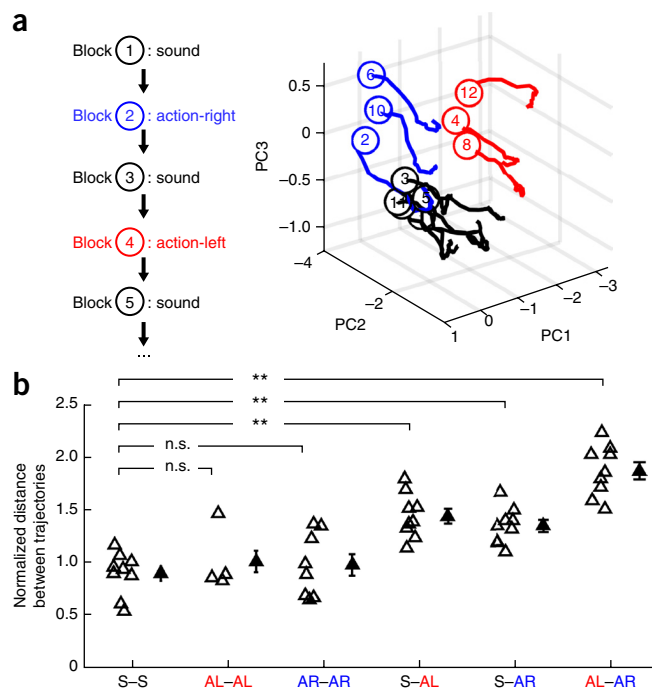 a
Block 1 : sound
Block 2 : action-right
Block 3 : sound
Block 4 : action-left
Block 5 : sound
...
PC3
0.5
0
−0.5
−1.0
−4
−2
1
PC2
0
−1
−2
−3
PC1
6
10
2
12
4
8
3
5
11
b
**
**
**
n.s.
n.s.
Normalized distance
between trajectories
2.5
2.0
1.5
1.0
0.5
0
S–S
AL–AL
AR–AR
S–AL
S–AR
AL–AR